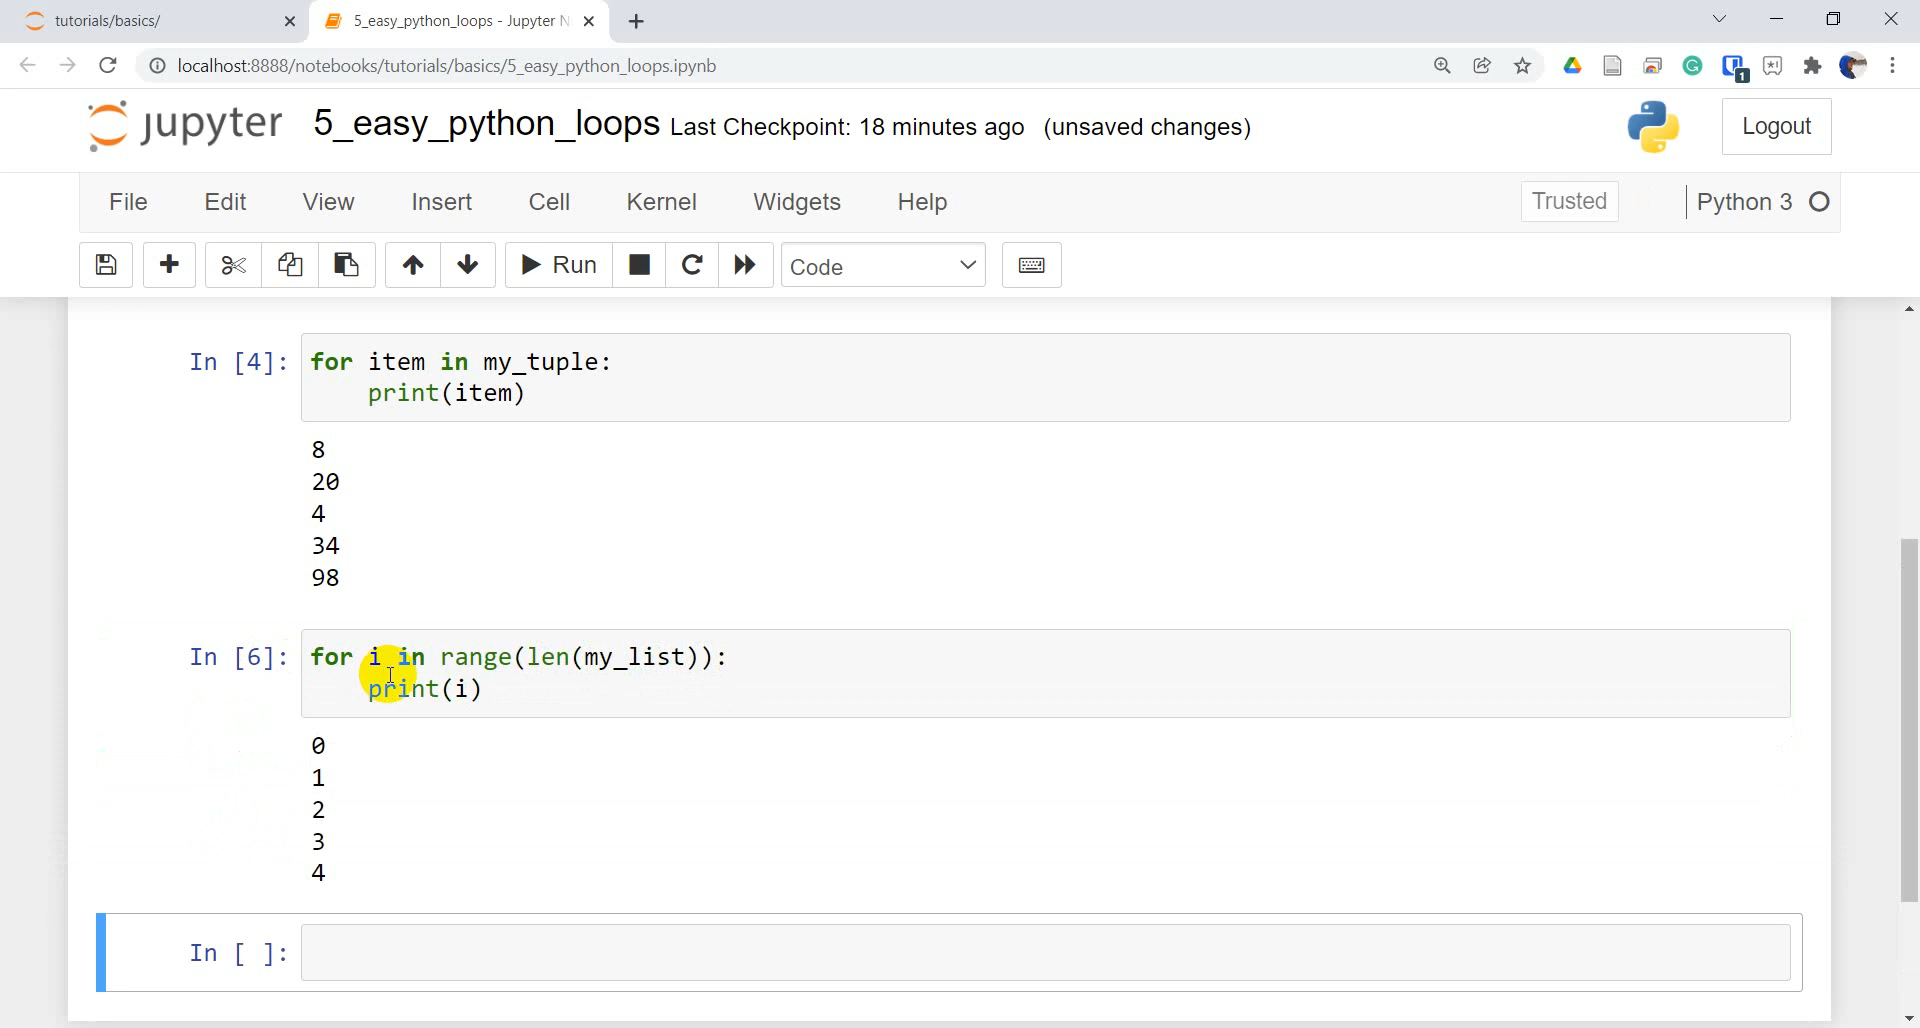 tutorials/basics/
5_easy_python_loops - Jupyter N
localhost:8888/notebooks/tutorials/basics/5_easy_python_loops.ipynb
1
jupyter 5_easy_python_loops Last Checkpoint: 18 minutes ago (unsaved changes)
Logout
File Edit View Insert Cell Kernel Widgets Help Trusted Python 3
Run Code
In [4]: for item in my_tuple:
print(item)
8
20
4
34
98
In [6]: for i in range(len(my_list)):
print(i)
0
1
2
3
4
In [ ]: